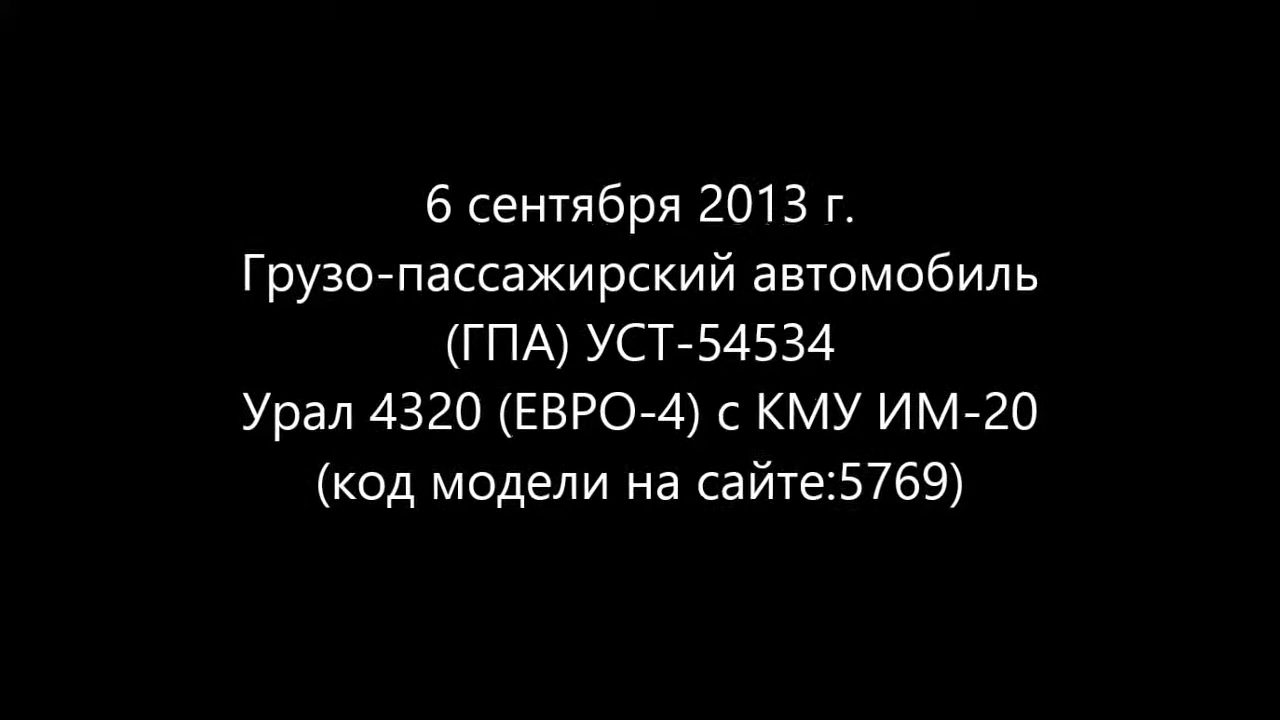 6 сентября 2013 г.
Грузо-пассажирский автомобиль
(ГПА) УСТ-54534
Урал 4320 (ЕВРО-4) с КМУ ИМ-20
(код модели на сайте:5769)